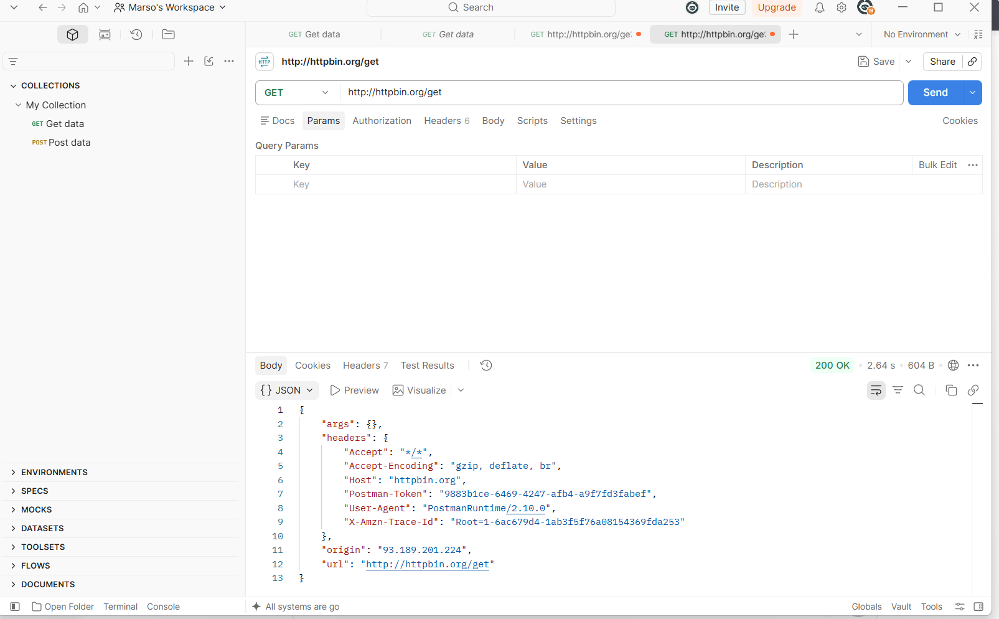 Marso's Workspace
Search
Invite
Upgrade
GET Get data
GET Get data
GET http://httpbin.org/get
GET http://httpbin.org/get
No Environment
HTTP
http://httpbin.org/get
Save
Share
COLLECTIONS
My Collection
GET Get data
POST Post data
GET
http://httpbin.org/get
Send
Docs
Params
Authorization
Headers 6
Body
Scripts
Settings
Cookies
Query Params
Key Value Description Bulk Edit
Key Value Description
Body
Cookies
Headers 7
Test Results
200 OK
2.64 s
604 B
{} JSON
Preview
Visualize
1 {
2 "args": {},
3 "headers": {
4 "Accept": "*/*",
5 "Accept-Encoding": "gzip, deflate, br",
6 "Host": "httpbin.org",
7 "Postman-Token": "9883b1ce-6469-4247-afb4-a9f7fd3fabef",
8 "User-Agent": "PostmanRuntime/2.10.0",
9 "X-Amzn-Trace-Id": "Root=1-6ac679d4-1ab3f5f76a08154369fda253"
10 },
11 "origin": "93.189.201.224",
12 "url": "http://httpbin.org/get"
13 }
ENVIRONMENTS
SPECS
MOCKS
DATASETS
TOOLSETS
FLOWS
DOCUMENTS
Open Folder
Terminal
Console
All systems are go
Globals
Vault
Tools